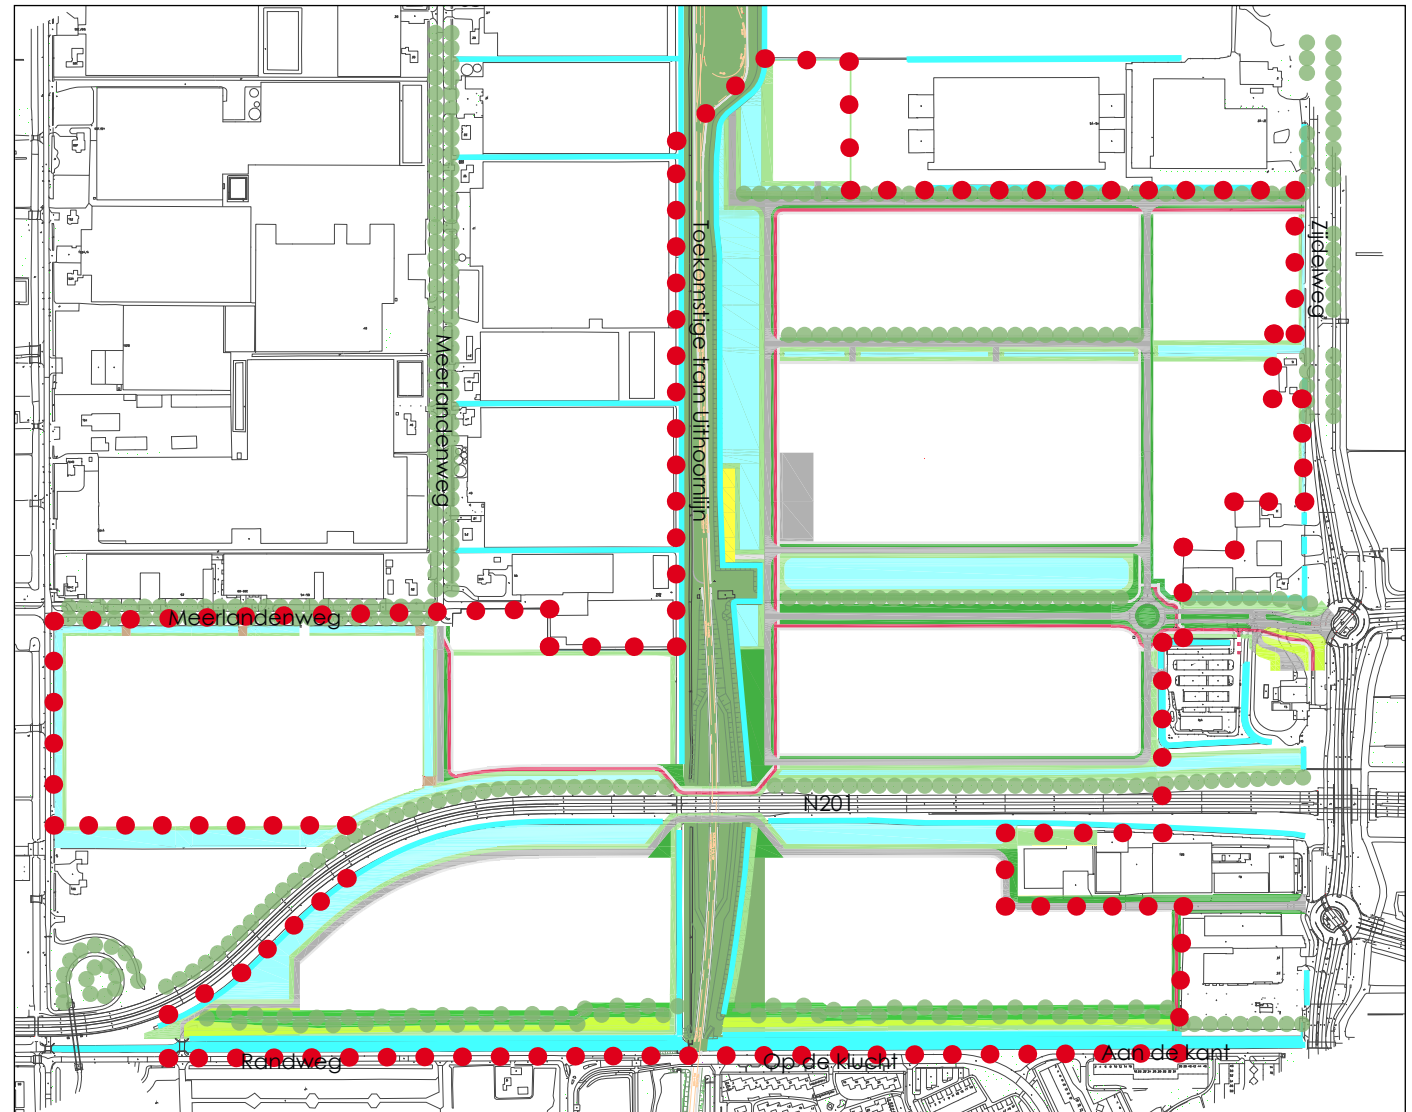 Zijdelweg
Toekomstige tram Uithoornlijn
Meerlandenweg
Meerlandenweg
N201
Randweg
Op de klucht
Aan de kant